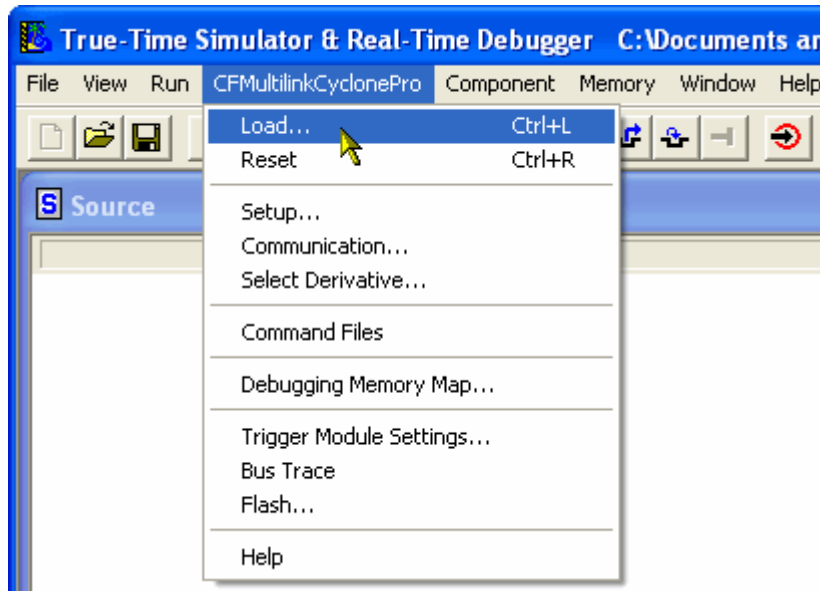 True-Time Simulator & Real-Time Debugger C:\Documents an
File View Run CFMultilinkCyclonePro Component Memory Window Help
Load... Ctrl+L
Reset Ctrl+R
S Source
Setup...
Communication...
Select Derivative...
Command Files
Debugging Memory Map...
Trigger Module Settings...
Bus Trace
Flash...
Help